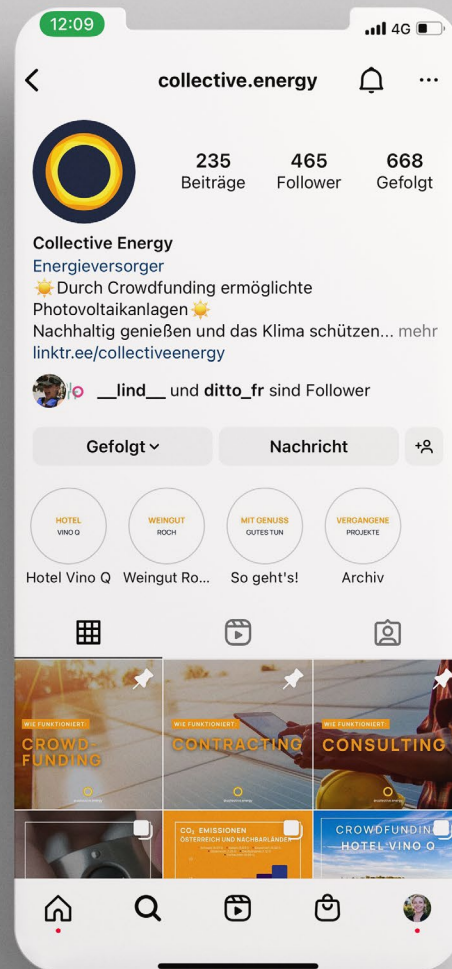 12:09
4G
collective.energy
235 465 668
Beiträge Follower Gefolgt
Collective Energy
Energieversorger
Durch Crowdfunding ermöglichte
Photovoltaikanlagen
Nachhaltig genießen und das Klima schützen... mehr
linktr.ee/collectiveenergy
__lind__ und ditto_fr sind Follower
Gefolgt
Nachricht
HOTEL
VINO Q
WEINGUT
ROCH
MIT GENUSS
GUTES TUN
VERGANGENE
PROJEKTE
Hotel Vino Q
Weingut Ro...
So geht's!
Archiv
WIE FUNKTIONIERT:
CROWD-
FUNDING
WIE FUNKTIONIERT:
CONTRACTING
WIE FUNKTIONIERT:
CONSULTING
CO₂ EMISSIONEN
ÖSTERREICH UND NACHBARLÄNDER
CROWDFUNDING
HOTEL VINO Q